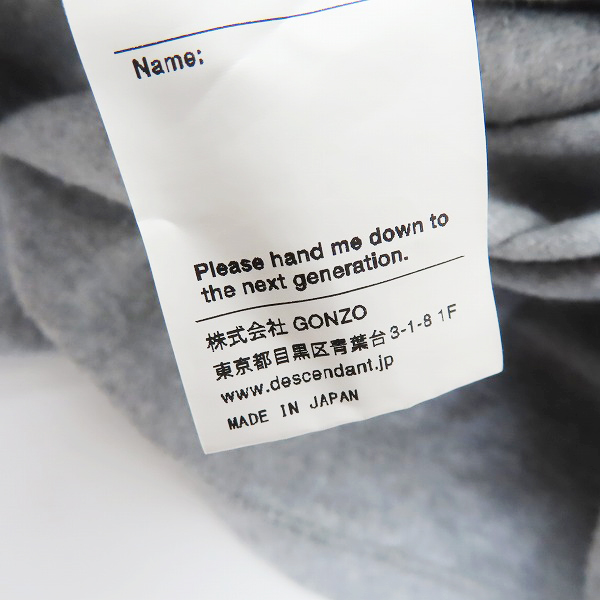 Name:
Please hand me down to
the next generation.
株式会社 GONZO
東京都目黒区青葉台3-1-8 1F
www.descendant.jp
MADE IN JAPAN